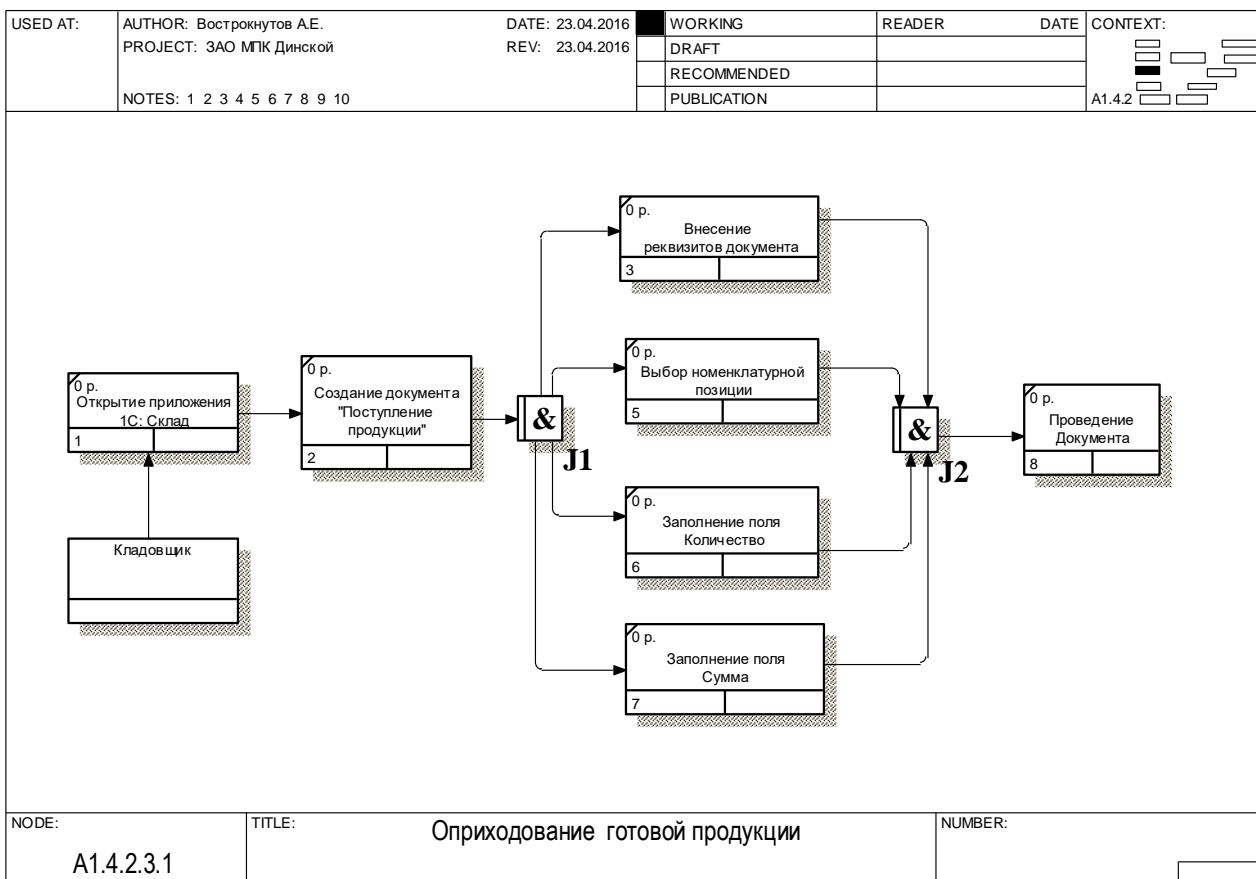 USED AT:
AUTHOR: Вострокнутов А.Е.
DATE: 23.04.2016
PROJECT: ЗАО МПК Динской
REV: 23.04.2016
NOTES: 1 2 3 4 5 6 7 8 9 10
WORKING
DRAFT
RECOMMENDED
PUBLICATION
READER
DATE
CONTEXT:
A1.4.2
0 р.
Внесение
реквизитов документа
3
0 р.
Выбор номенклатурной
позиции
5
0 р.
Открытие приложения
1С: Склад
1
0 р.
Создание документа
"Поступление
продукции"
2
&
J1
&
J2
0 р.
Проведение
Документа
8
0 р.
Заполнение поля
Количество
6
Кладовщик
0 р.
Заполнение поля
Сумма
7
NODE:
A1.4.2.3.1
TITLE:
Оприходование готовой продукции
NUMBER: